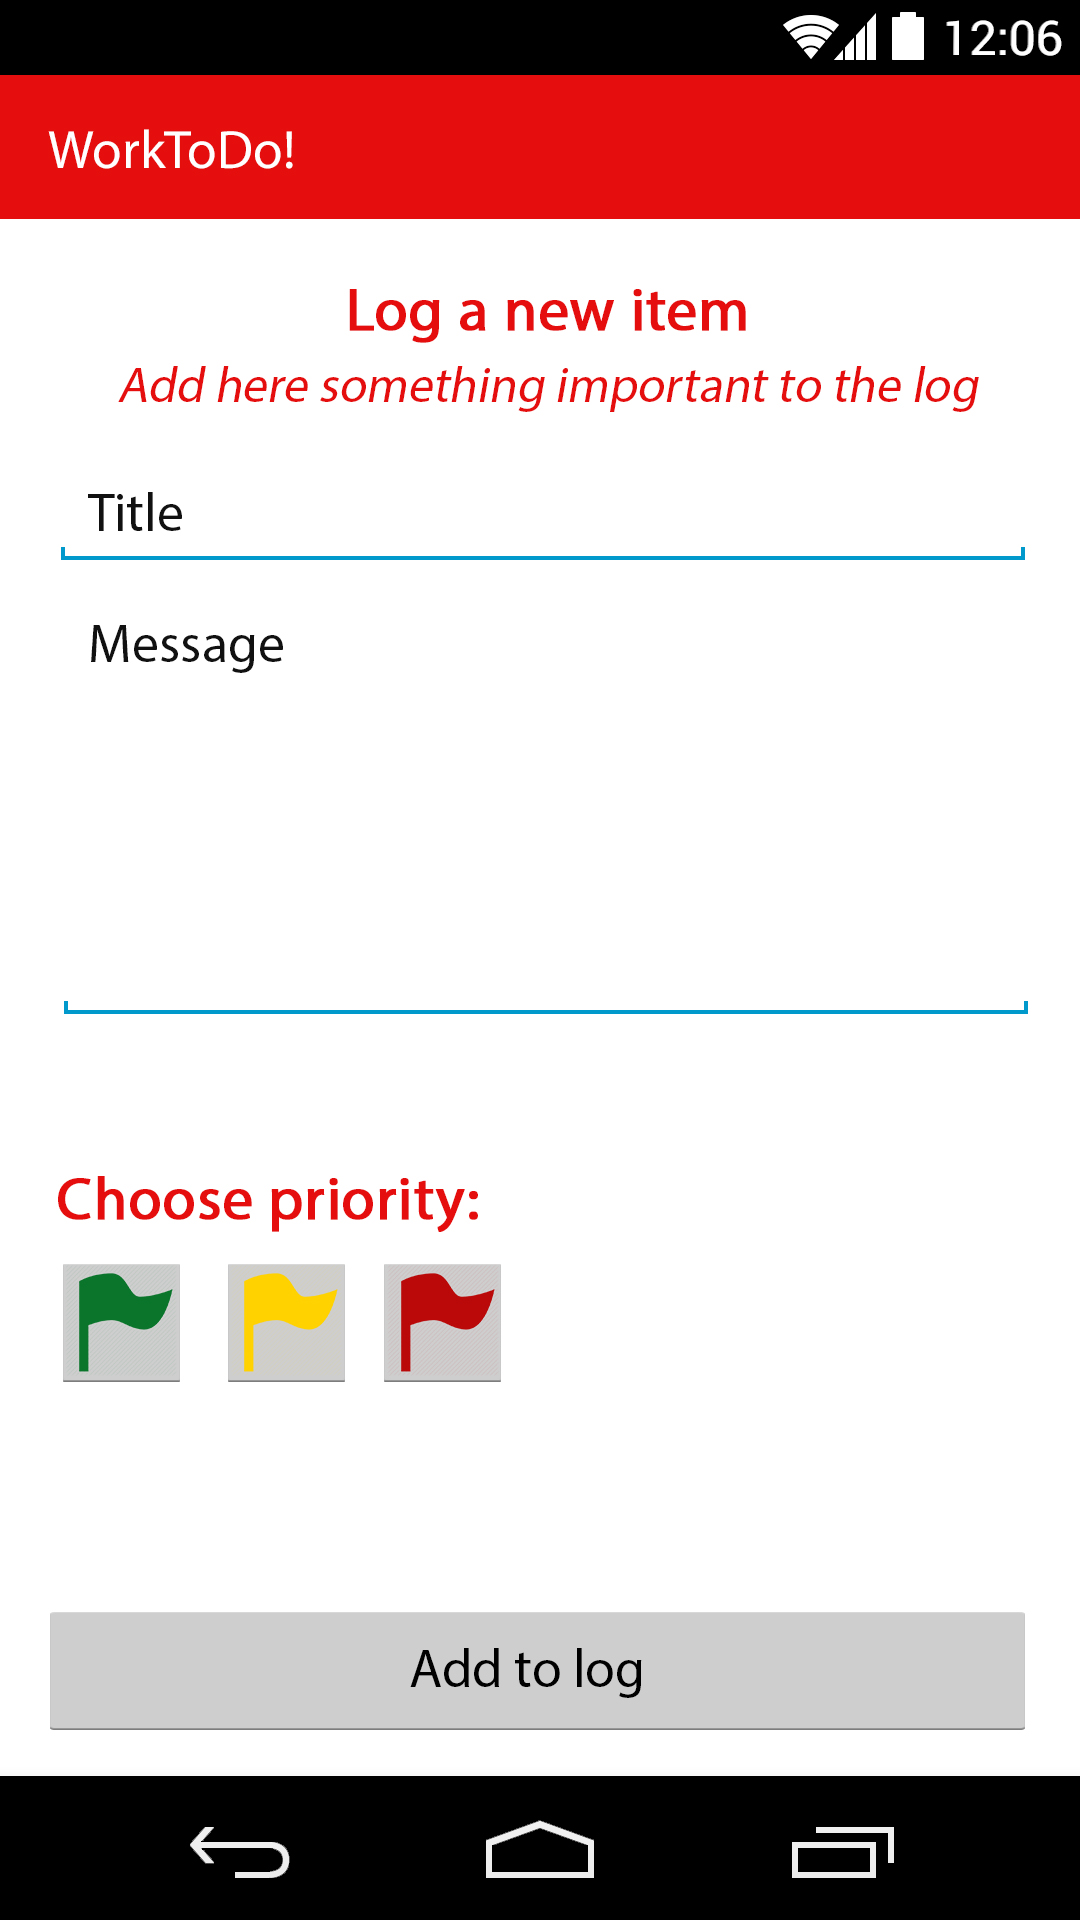 12:06
WorkToDo!
Log a new item
Add here something important to the log
Title
Message
Choose priority:
Add to log